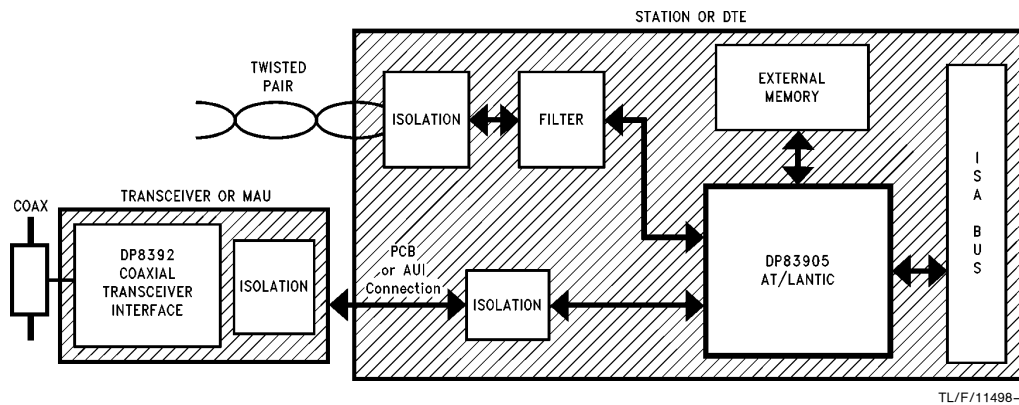 STATION OR DTE
TWISTED
PAIR
ISOLATION
FILTER
EXTERNAL
MEMORY
ISA BUS
TRANSCEIVER OR MAU
COAX
DP8392
COAXIAL
TRANSCEIVER
INTERFACE
ISOLATION
PCB
or AUI
Connection
ISOLATION
DP83905
AT/LANTIC
TL/F/11498–